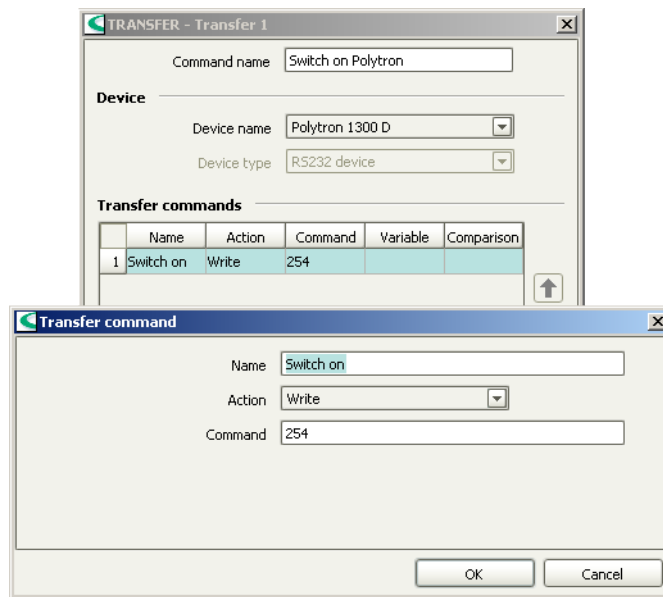 TRANSFER - Transfer 1
Command name Switch on Polytron
Device
Device name Polytron 1300 D
Device type RS232 device
Transfer commands
Name Action Command Variable Comparison
1 Switch on Write 254
Transfer command
Name Switch on
Action Write
Command 254
OK Cancel